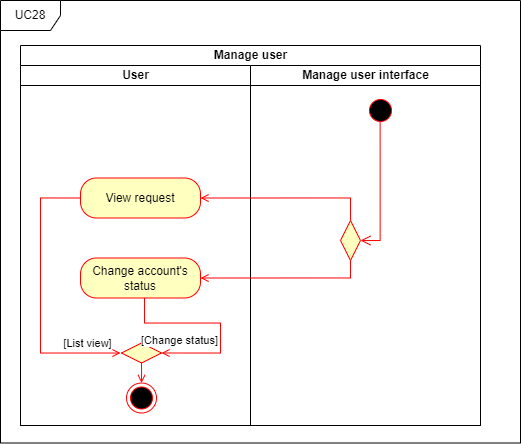 UC28
Manage user
User
Manage user interface
View request
Change account's
status
[List view]
[Change status]